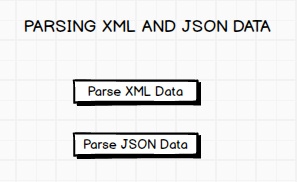 PARSING XML AND JSON DATA
Parse XML Data
Parse JSON Data